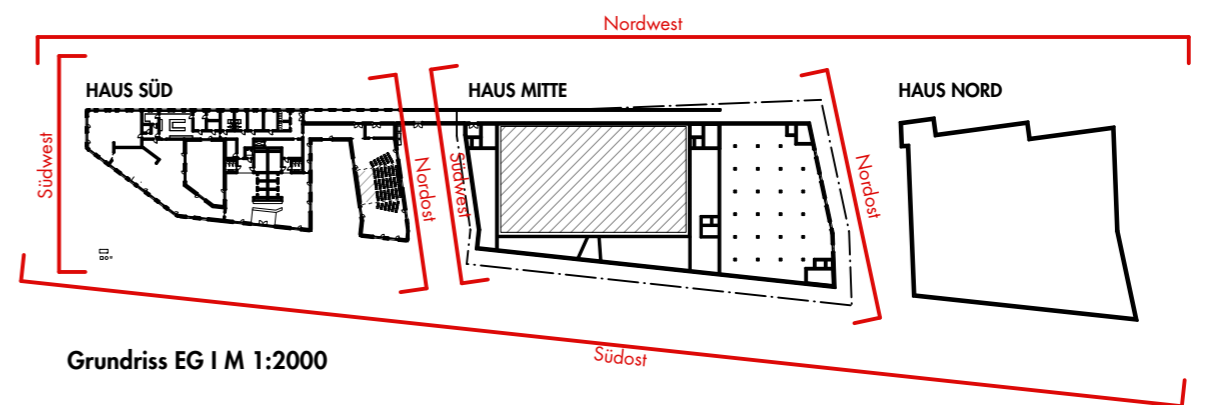 Nordwest
HAUS SÜD
HAUS MITTE
HAUS NORD
Südwest
Nordost
Südwest
Nordost
Südost
Grundriss EG I M 1:2000